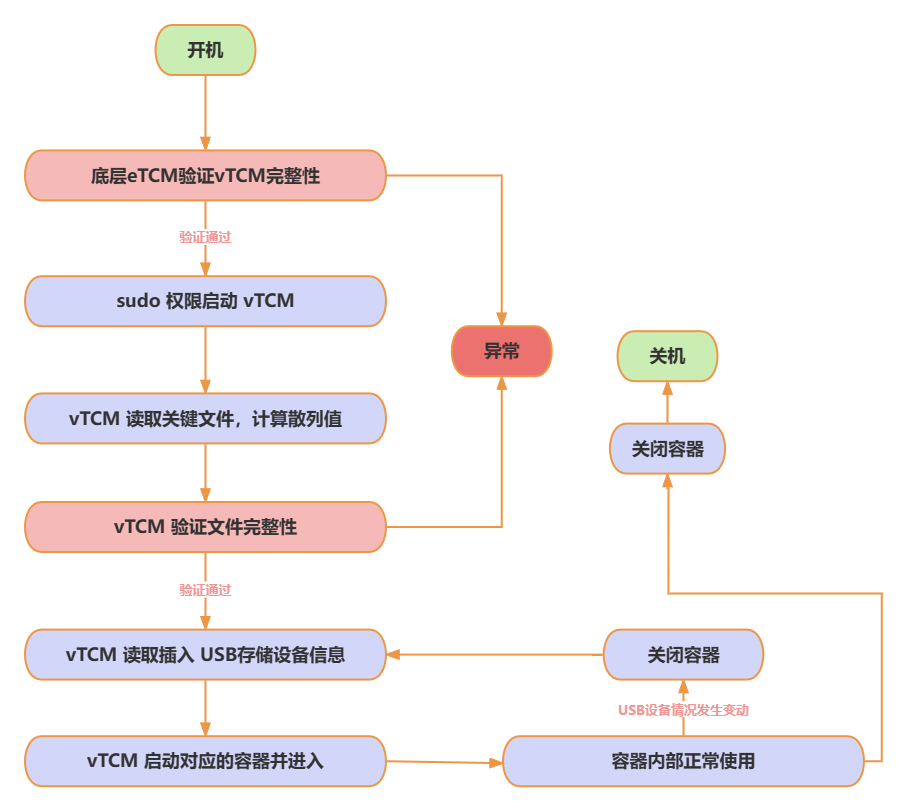 开机
底层eTCM验证vTCM完整性
验证通过
sudo 权限启动 vTCM
异常
关机
vTCM 读取关键文件，计算散列值
关闭容器
vTCM 验证文件完整性
验证通过
vTCM 读取插入 USB存储设备信息
关闭容器
USB设备情况发生变动
vTCM 启动对应的容器并进入
容器内部正常使用